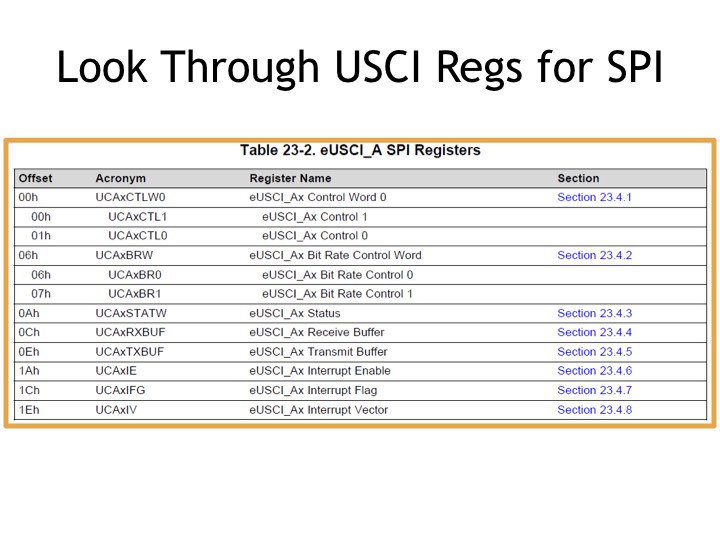 Look Through USCI Regs for SPI
Table 23-2. eUSCI_A SPI Registers
Offset Acronym Register Name Section
00h UCAxCTLW0 eUSCI_Ax Control Word 0 Section 23.4.1
00h UCAxCTL1 eUSCI_Ax Control 1
01h UCAxCTL0 eUSCI_Ax Control 0
06h UCAxBRW eUSCI_Ax Bit Rate Control Word Section 23.4.2
06h UCAxBR0 eUSCI_Ax Bit Rate Control 0
07h UCAxBR1 eUSCI_Ax Bit Rate Control 1
0Ah UCAxSTATW eUSCI_Ax Status Section 23.4.3
0Ch UCAxRXBUF eUSCI_Ax Receive Buffer Section 23.4.4
0Eh UCAxTXBUF eUSCI_Ax Transmit Buffer Section 23.4.5
1Ah UCAxIE eUSCI_Ax Interrupt Enable Section 23.4.6
1Ch UCAxIFG eUSCI_Ax Interrupt Flag Section 23.4.7
1Eh UCAxIV eUSCI_Ax Interrupt Vector Section 23.4.8